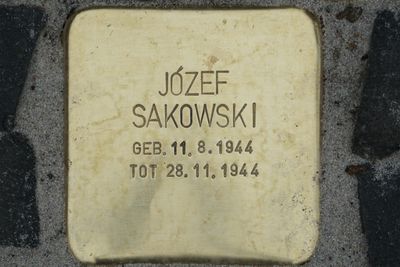 JÓZEF
SAKOWSKI
GEB. 11. 8. 1944
TOT 28. 11. 1944